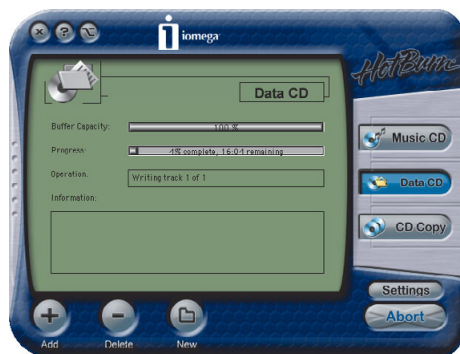 iomega
HotBurn
Data CD
Buffer Capacity:
100 %
Progress:
4% complete, 16:04 remaining
Operation:
Writing track 1 of 1
Information:
Music CD
Data CD
CD Copy
Settings
Abort
Add
Delete
New